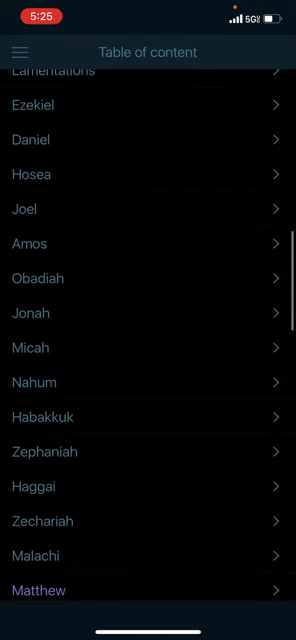 5:25
5G
Table of content
Lamentations
Ezekiel
Daniel
Hosea
Joel
Amos
Obadiah
Jonah
Micah
Nahum
Habakkuk
Zephaniah
Haggai
Zechariah
Malachi
Matthew